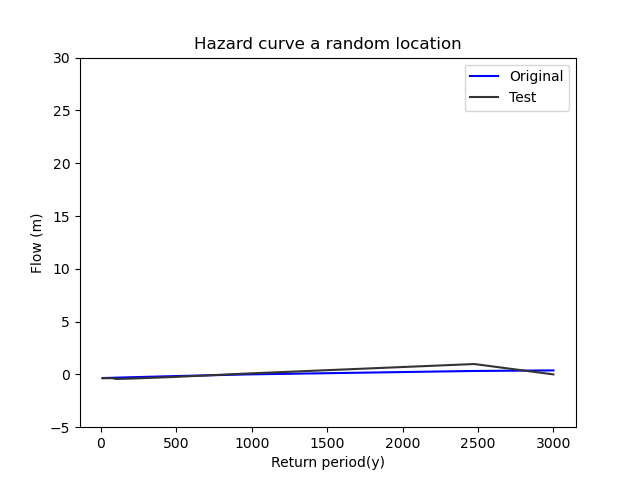 Hazard curve a random location
Original
Test
30
25
20
15
10
5
0
−5
Flow (m)
0 500 1000 1500 2000 2500 3000
Return period(y)